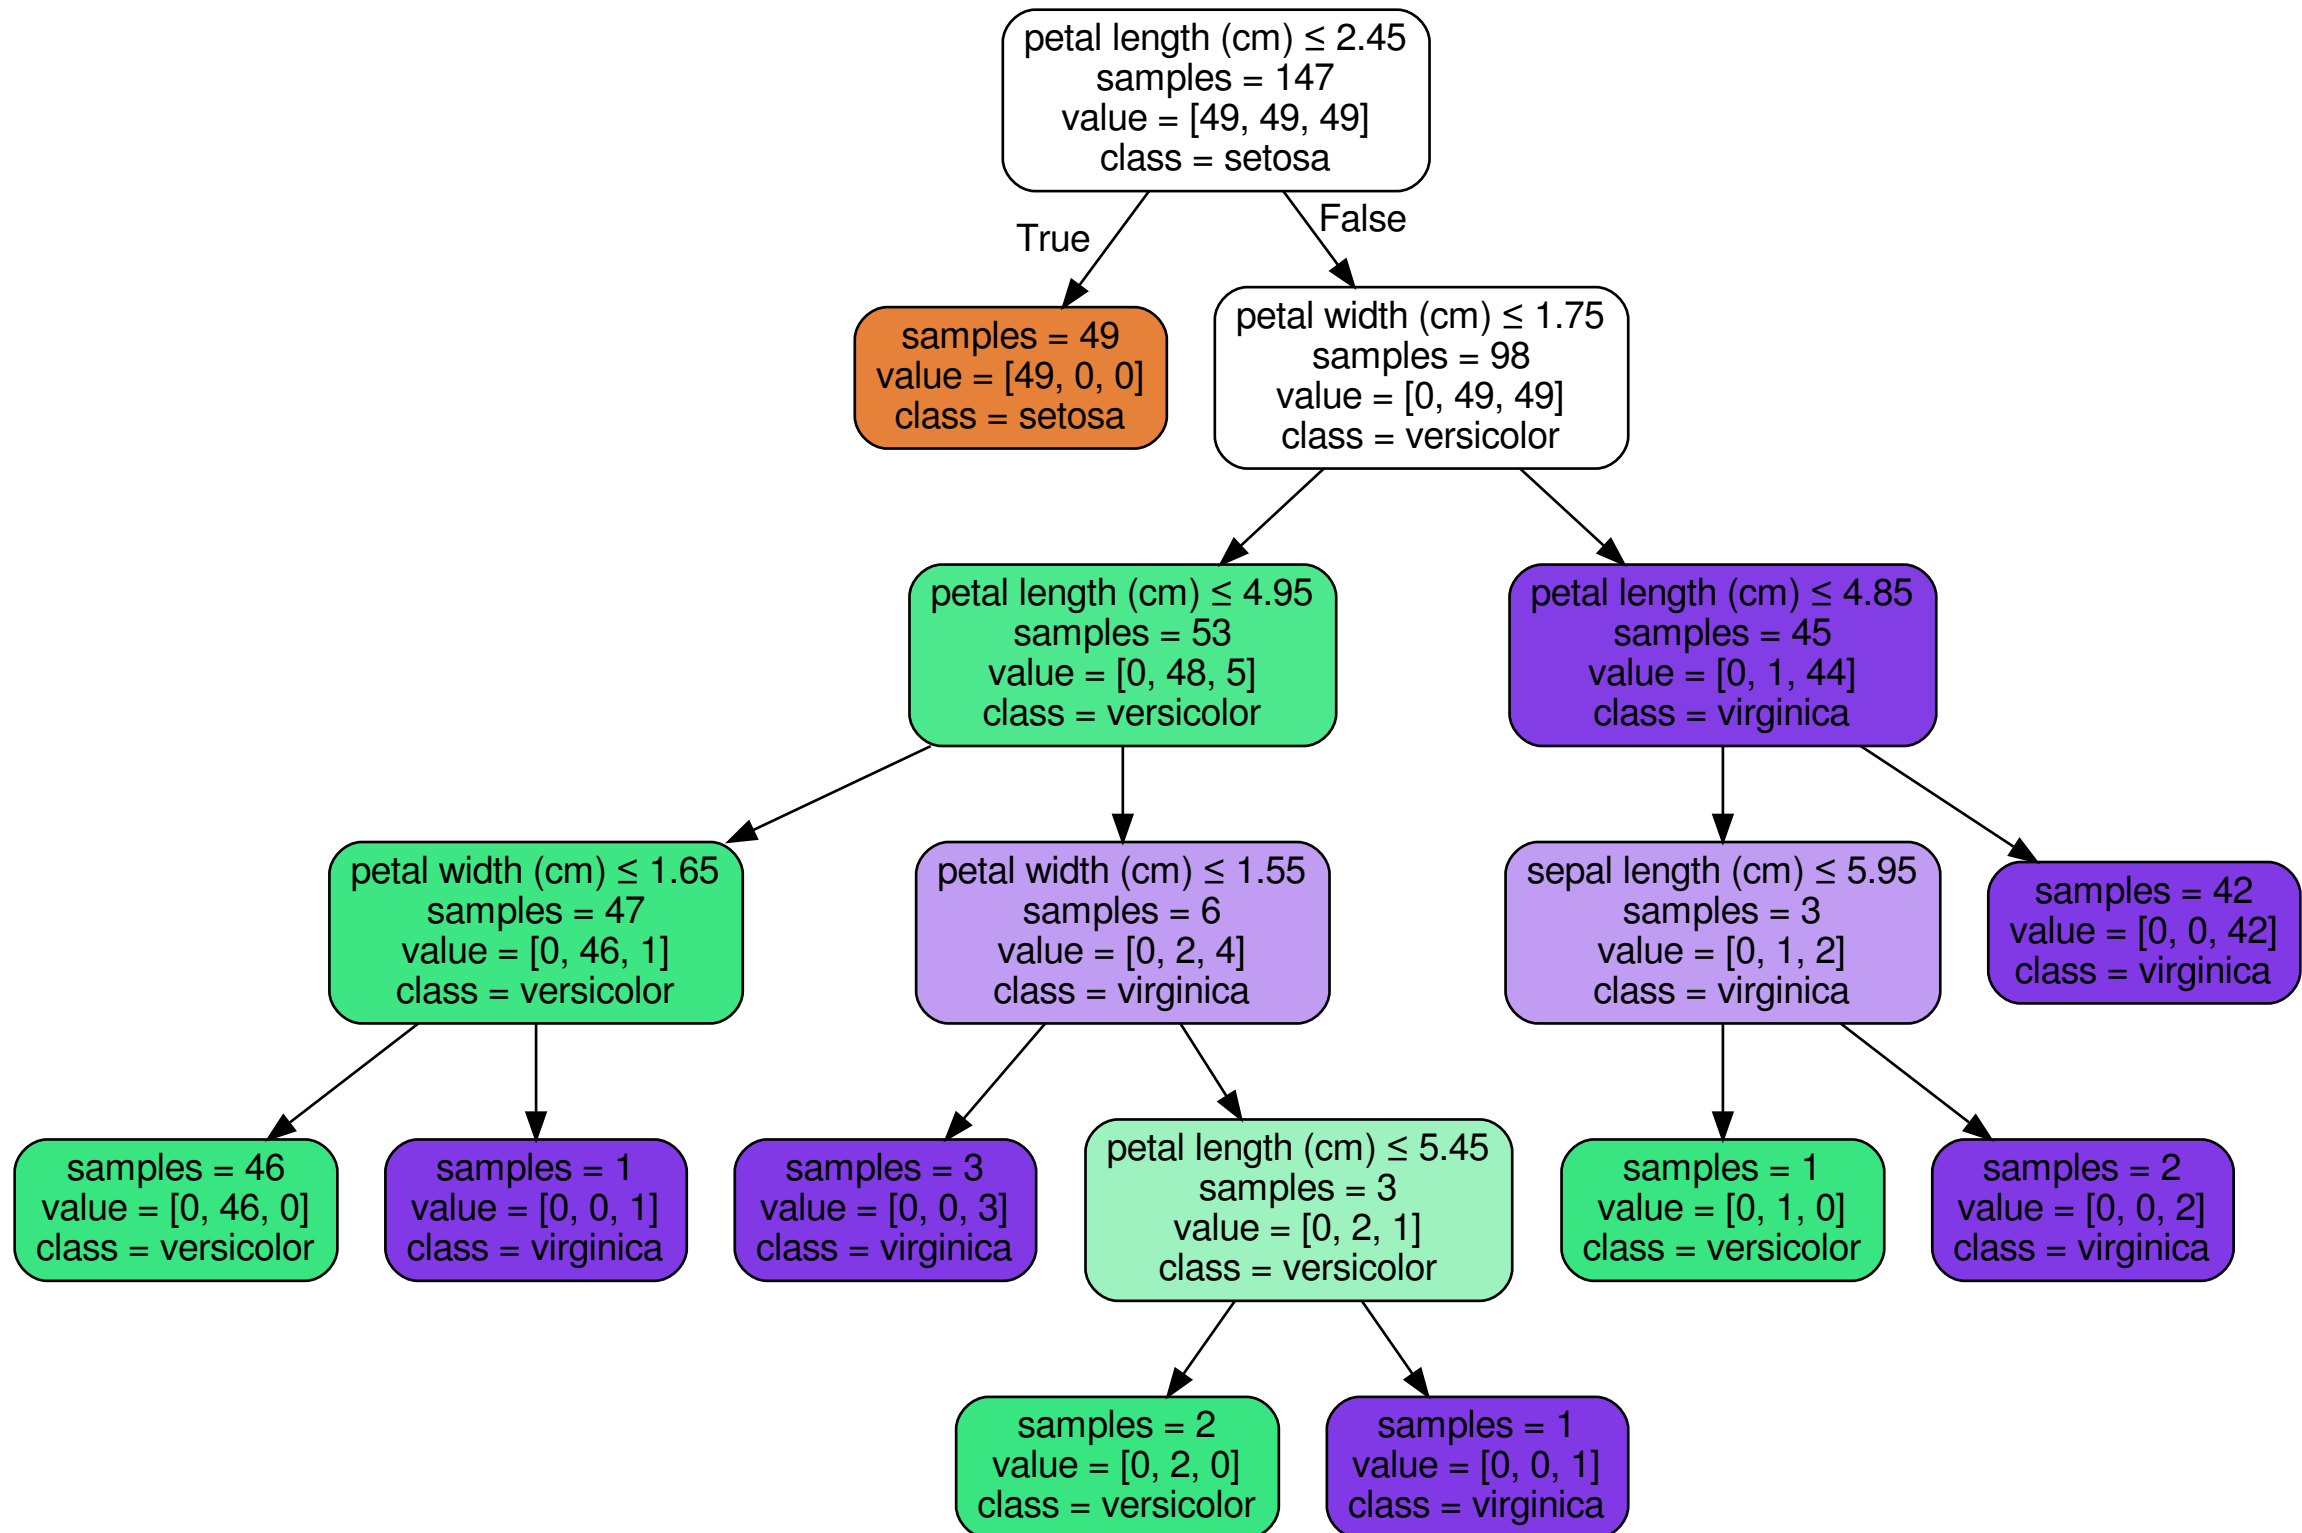 petal length (cm) ≤ 2.45
samples = 147
value = [49, 49, 49]
class = setosa
True
False
samples = 49
value = [49, 0, 0]
class = setosa
petal width (cm) ≤ 1.75
samples = 98
value = [0, 49, 49]
class = versicolor
petal length (cm) ≤ 4.95
samples = 53
value = [0, 48, 5]
class = versicolor
petal length (cm) ≤ 4.85
samples = 45
value = [0, 1, 44]
class = virginica
petal width (cm) ≤ 1.65
samples = 47
value = [0, 46, 1]
class = versicolor
petal width (cm) ≤ 1.55
samples = 6
value = [0, 2, 4]
class = virginica
sepal length (cm) ≤ 5.95
samples = 3
value = [0, 1, 2]
class = virginica
samples = 42
value = [0, 0, 42]
class = virginica
samples = 46
value = [0, 46, 0]
class = versicolor
samples = 1
value = [0, 0, 1]
class = virginica
samples = 3
value = [0, 0, 3]
class = virginica
petal length (cm) ≤ 5.45
samples = 3
value = [0, 2, 1]
class = versicolor
samples = 1
value = [0, 1, 0]
class = versicolor
samples = 2
value = [0, 0, 2]
class = virginica
samples = 2
value = [0, 2, 0]
class = versicolor
samples = 1
value = [0, 0, 1]
class = virginica